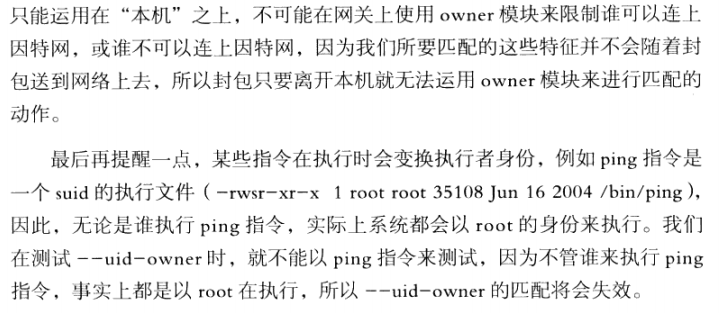 只能运用在“本机”之上，不可能在网关上使用 owner 模块来限制谁可以连上
因特网，或谁不可以连上因特网，因为我们所要匹配的这些特征并不会随着封
包送到网络上去，所以封包只要离开本机就无法运用 owner 模块来进行匹配的
动作。
最后再提醒一点，某些指令在执行时会变换执行者身份，例如 ping 指令是
一个 suid 的执行文件（-rwsr-xr-x 1 root root 35108 Jun 16 2004 /bin/ping），
因此，无论是谁执行 ping 指令，实际上系统都会以 root 的身份来执行。我们
在测试 --uid-owner 时，就不能以 ping 指令来测试，因为不管谁来执行 ping
指令，事实上都是以 root 在执行，所以 --uid-owner 的匹配将会失效。